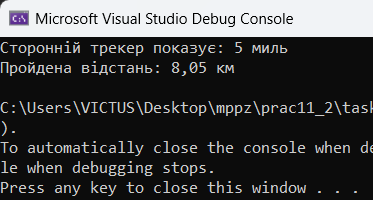 Microsoft Visual Studio Debug Console
Сторонній трекер показує: 5 миль
Пройдена відстань: 8,05 км
C:\Users\VICTUS\Desktop\mppz\prac11_2\task
).
To automatically close the console when de
le when debugging stops.
Press any key to close this window . . .